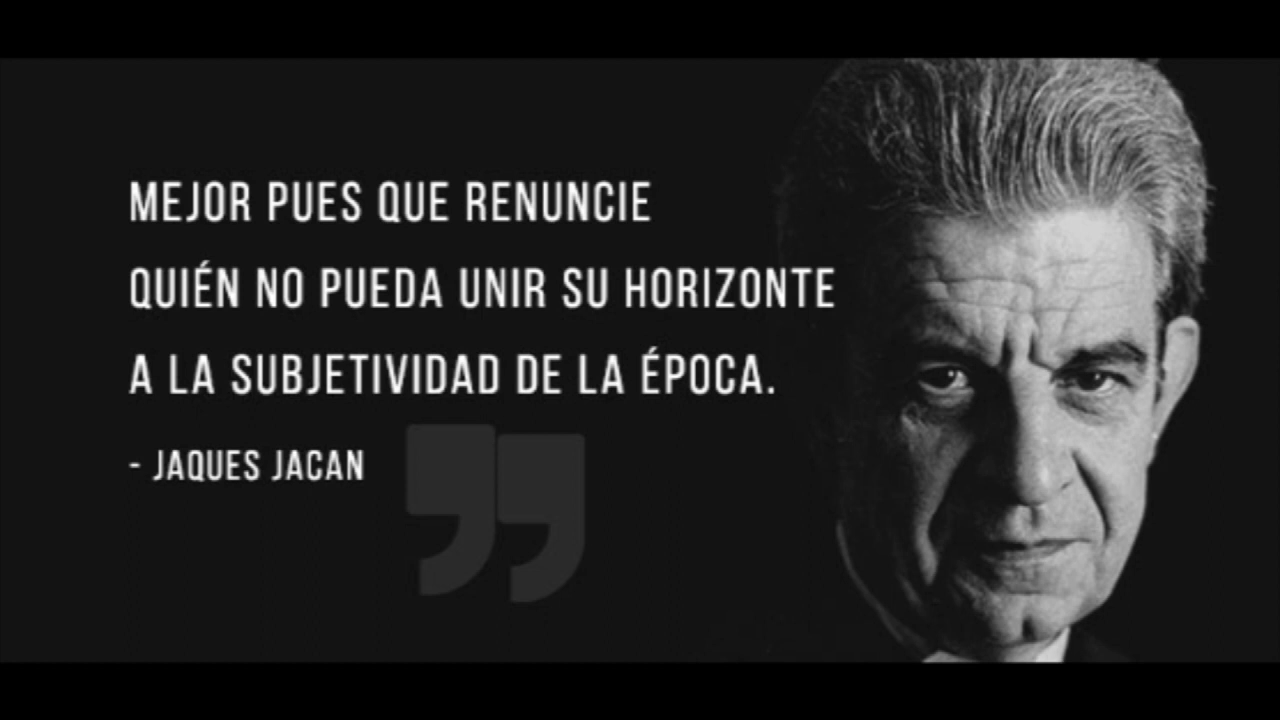 MEJOR PUES QUE RENUNCIE
QUIÉN NO PUEDA UNIR SU HORIZONTE
A LA SUBJETIVIDAD DE LA ÉPOCA.
- JAQUES JACAN
”